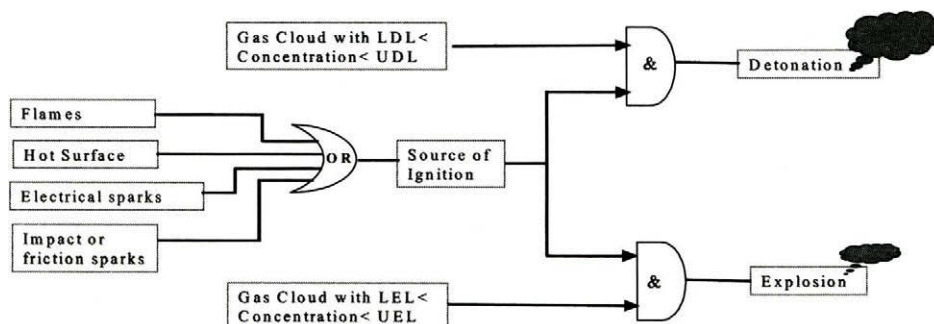 Gas Cloud with LDL<
Concentration< UDL
&
Detonation
Flames
Hot Surface
Electrical sparks
Impact or
friction sparks
OR
Source of
Ignition
&
Explosion
Gas Cloud with LEL<
Concentration< UEL